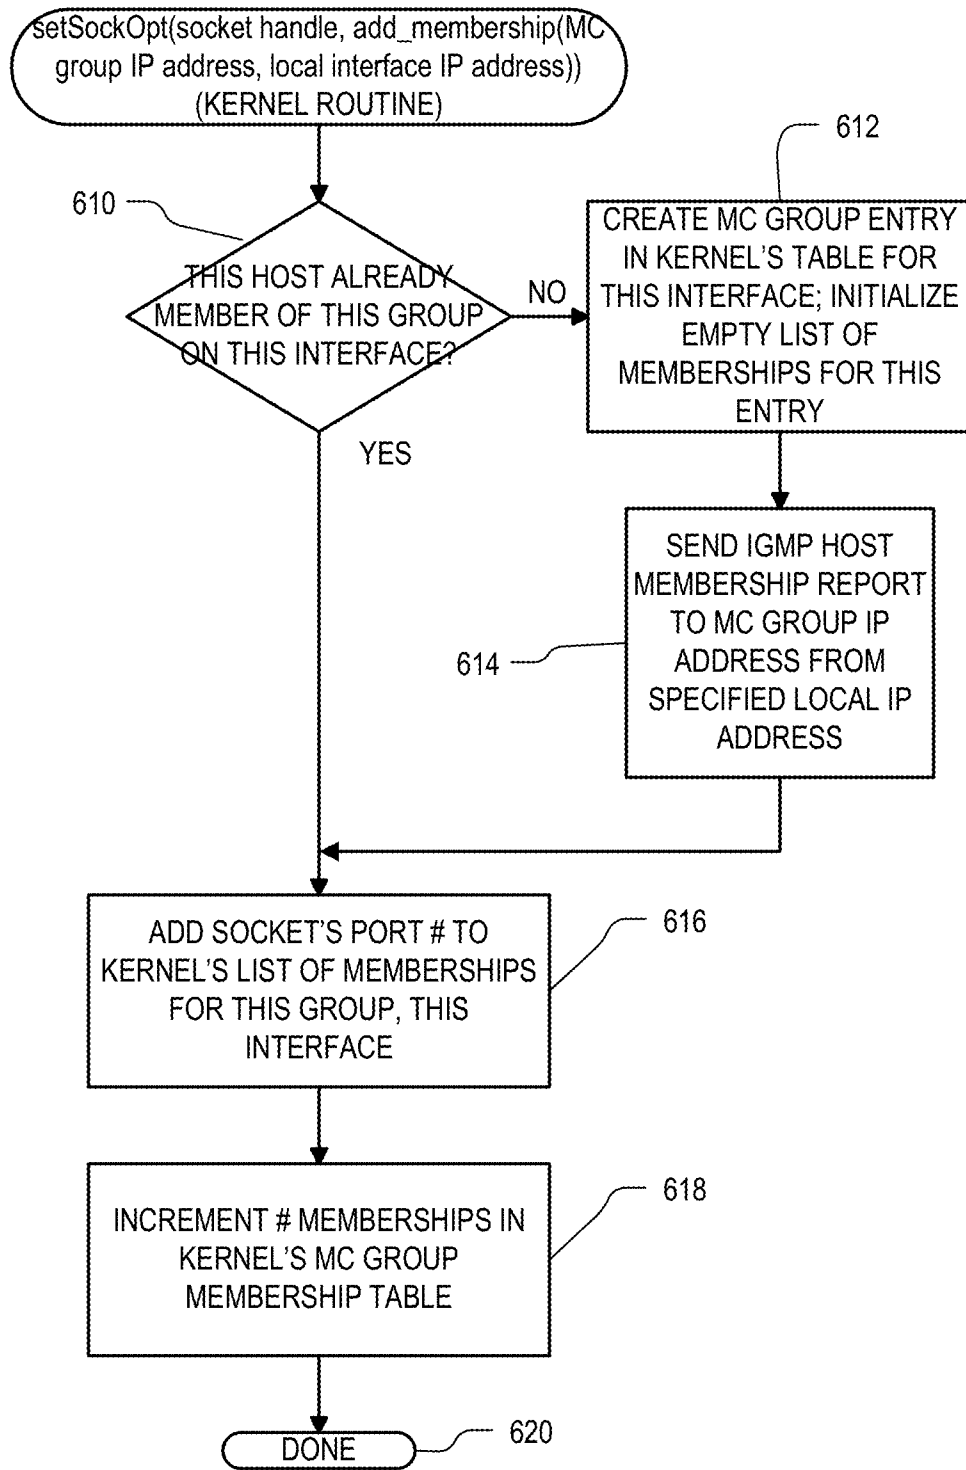 setSockOpt(socket handle, add_membership(MC
group IP address, local interface IP address))
(KERNEL ROUTINE)
610
THIS HOST ALREADY
MEMBER OF THIS GROUP
ON THIS INTERFACE?
NO
YES
612
CREATE MC GROUP ENTRY
IN KERNEL'S TABLE FOR
THIS INTERFACE; INITIALIZE
EMPTY LIST OF
MEMBERSHIPS FOR THIS
ENTRY
614
SEND IGMP HOST
MEMBERSHIP REPORT
TO MC GROUP IP
ADDRESS FROM
SPECIFIED LOCAL IP
ADDRESS
616
ADD SOCKET'S PORT # TO
KERNEL'S LIST OF MEMBERSHIPS
FOR THIS GROUP, THIS
INTERFACE
618
INCREMENT # MEMBERSHIPS IN
KERNEL'S MC GROUP
MEMBERSHIP TABLE
DONE
620